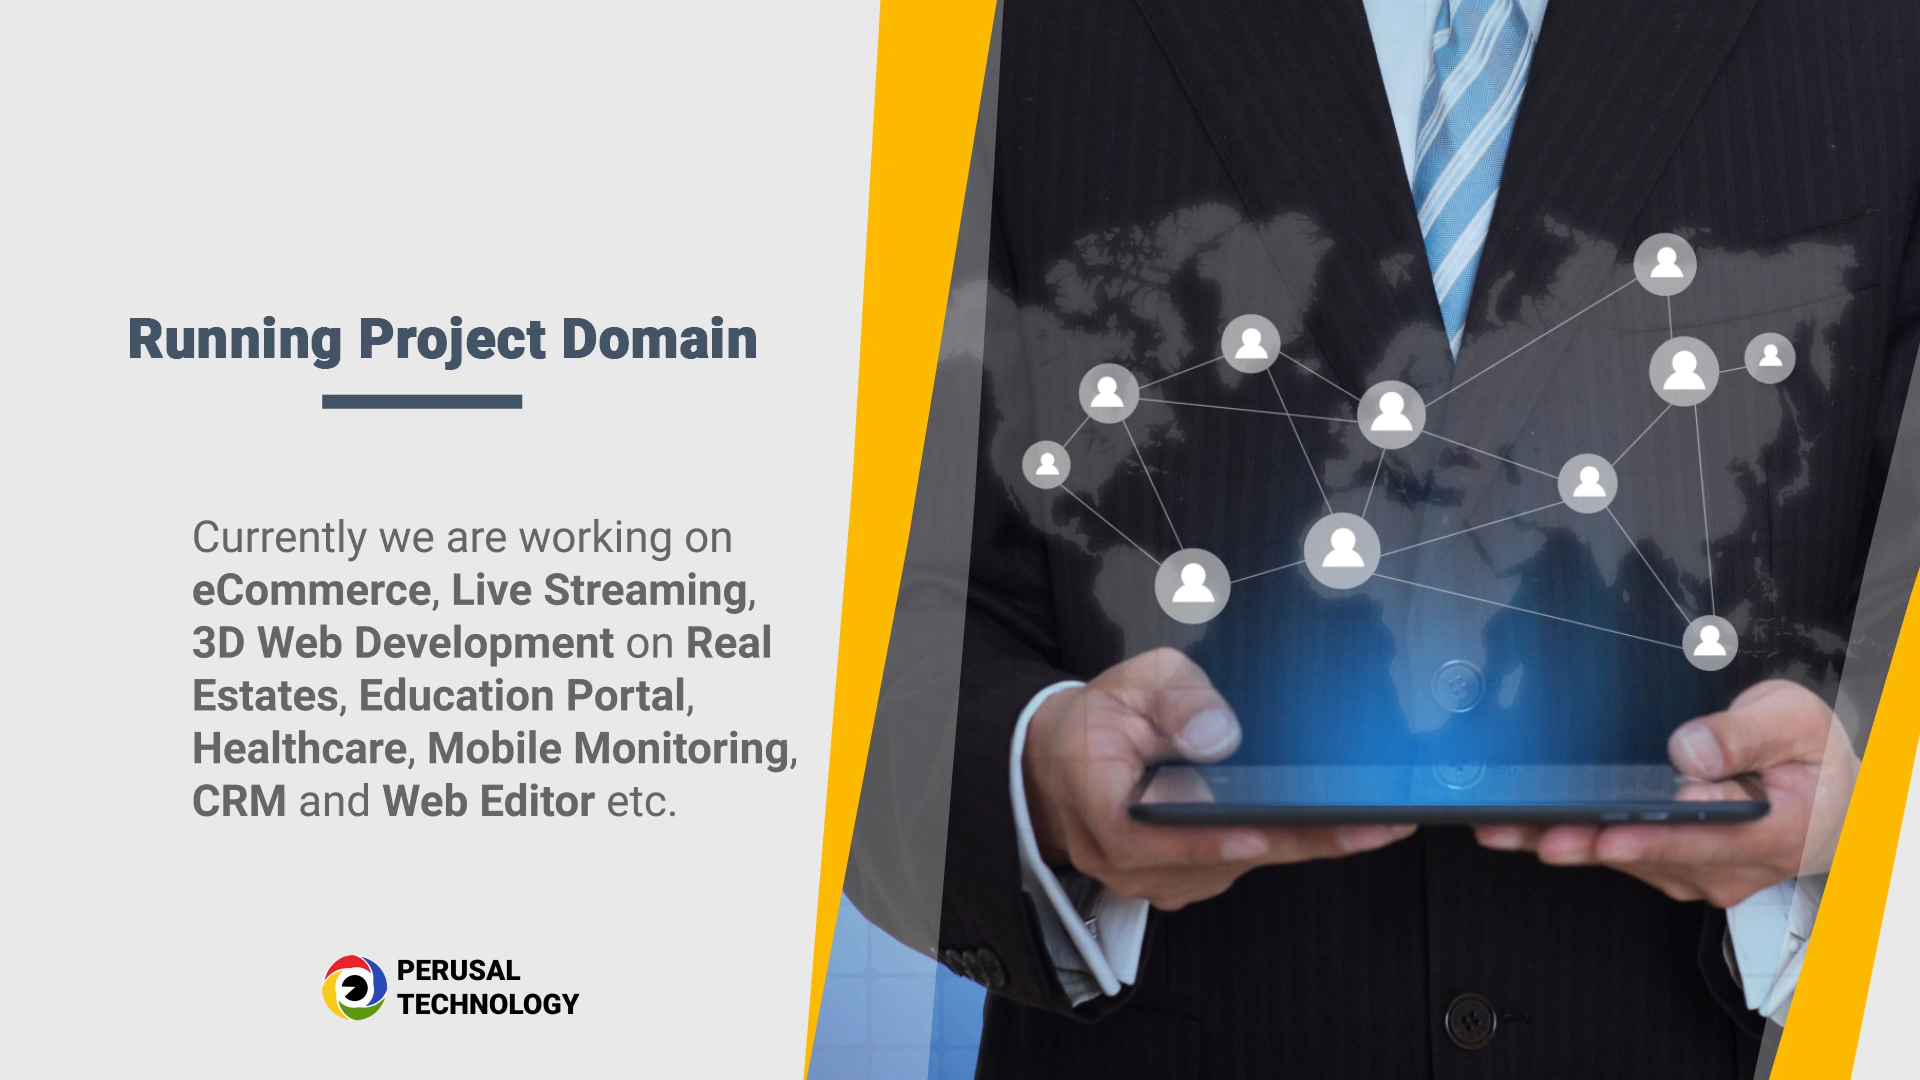 Running Project Domain
Currently we are working on
eCommerce, Live Streaming,
3D Web Development on Real
Estates, Education Portal,
Healthcare, Mobile Monitoring,
CRM and Web Editor etc.
PERUSAL
TECHNOLOGY